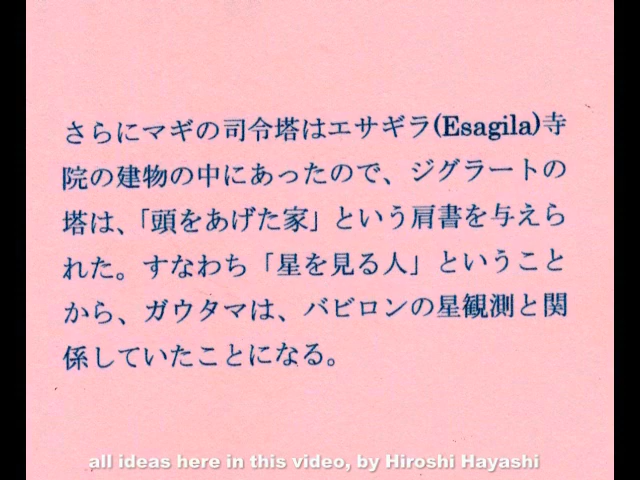 さらにマギの司令塔はエサギラ(Esagila)寺
院の建物の中にあったので、ジグラートの
塔は、「頭をあげた家」という肩書を与えら
れた。すなわち「星を見る人」ということ
から、ガウタマは、バビロンの星観測と関
係していたことになる。
all ideas here in this video, by Hiroshi Hayashi